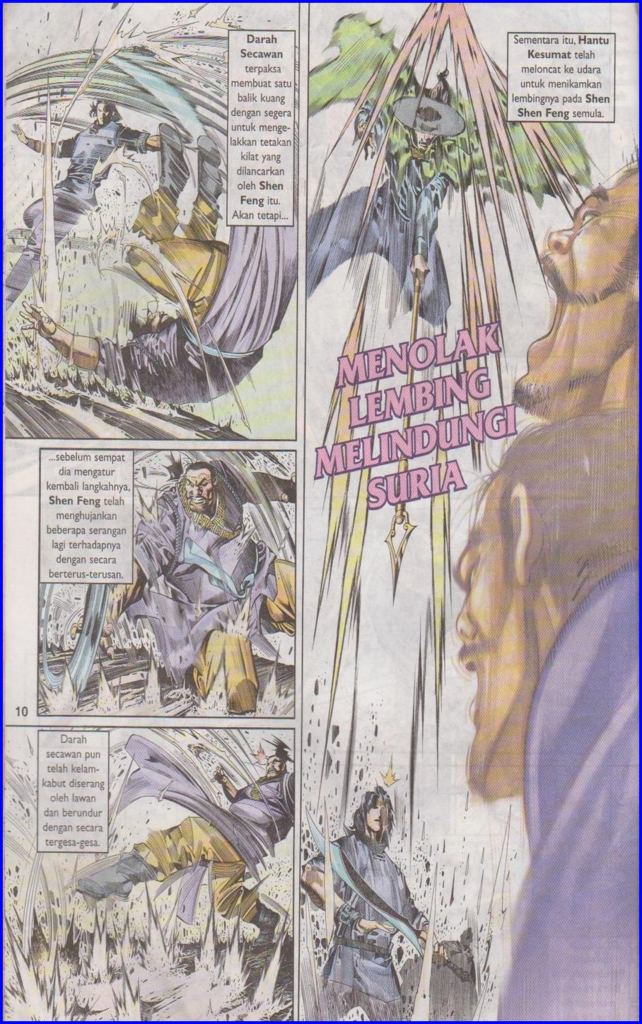 Darah
Secawan
terpaksa
membuat satu
balik kuang
dengan segera
untuk menge-
lakkan tetakan
kilat yang
dilancarkan
oleh Shen
Feng itu.
Akan tetapi...
...sebelum sempat
dia mengatur
kembali langkahnya,
Shen Feng telah
menghujankan
beberapa serangan
lagi terhadapnya
dengan secara
berterus-terusan.
10
Darah
secawan pun
telah kelam-
kabut diserang
oleh lawan
dan berundur
dengan secara
tergesa-gesa.
Sementara itu, Hantu
Kesumat telah
meloncat ke udara
untuk menikamkan
lembingnya pada Shen
Shen Feng semula.
MENOLAK
LEMBING
MELINDUNGI
SURIA